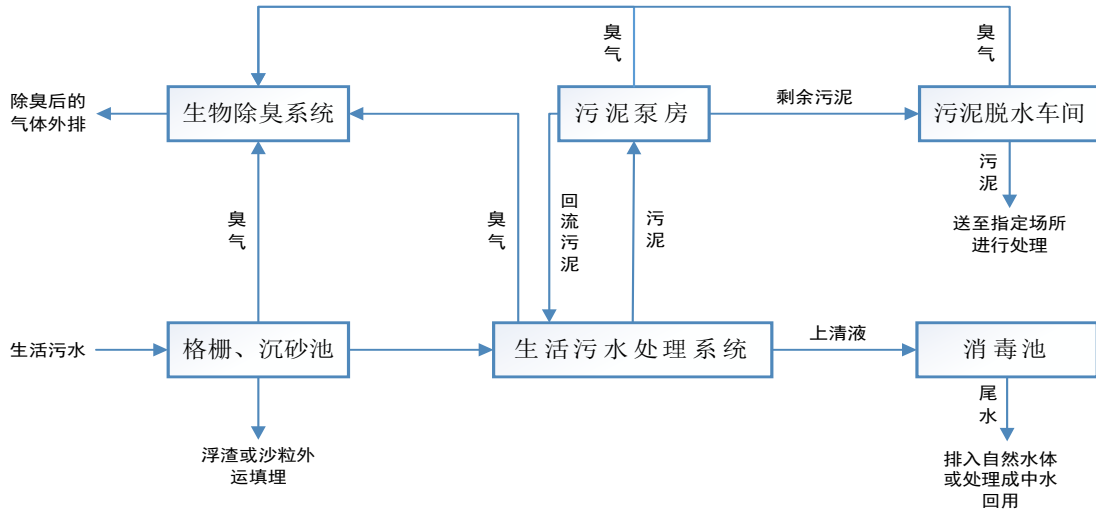 臭气
臭气
除臭后的
气体外排
生物除臭系统
污泥泵房
剩余污泥
污泥脱水车间
臭气
臭气
回流污泥
污泥
污泥
送至指定场所
进行处理
生活污水
格栅、沉砂池
生活污水处理系统
上清液
消毒池
尾水
浮渣或沙粒外
运填埋
排入自然水体
或处理成中水
回用